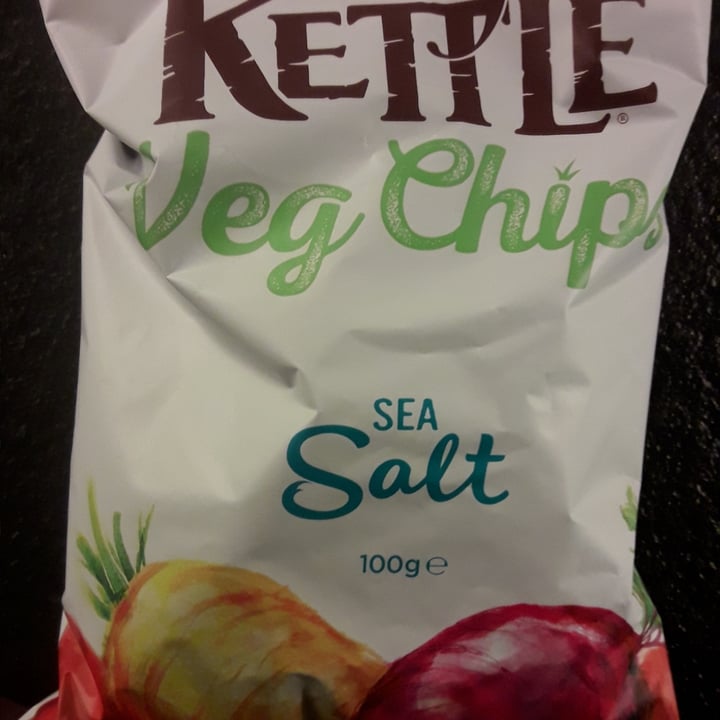 KETTLE®
Veg Chips
SEA
Salt
100g ℮